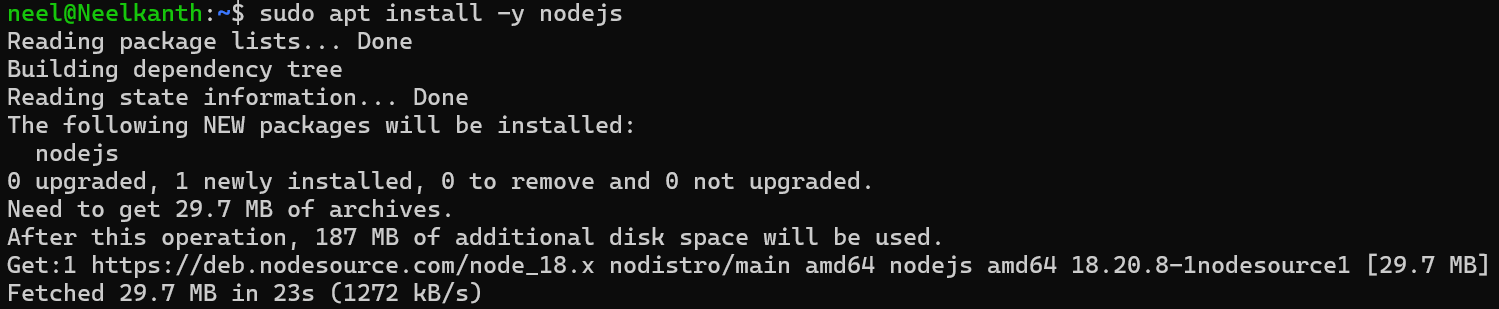 neel@Neelkanth:~$ sudo apt install -y nodejs
Reading package lists... Done
Building dependency tree
Reading state information... Done
The following NEW packages will be installed:
  nodejs
0 upgraded, 1 newly installed, 0 to remove and 0 not upgraded.
Need to get 29.7 MB of archives.
After this operation, 187 MB of additional disk space will be used.
Get:1 https://deb.nodesource.com/node_18.x nodistro/main amd64 nodejs amd64 18.20.8-1nodesource1 [29.7 MB]
Fetched 29.7 MB in 23s (1272 kB/s)